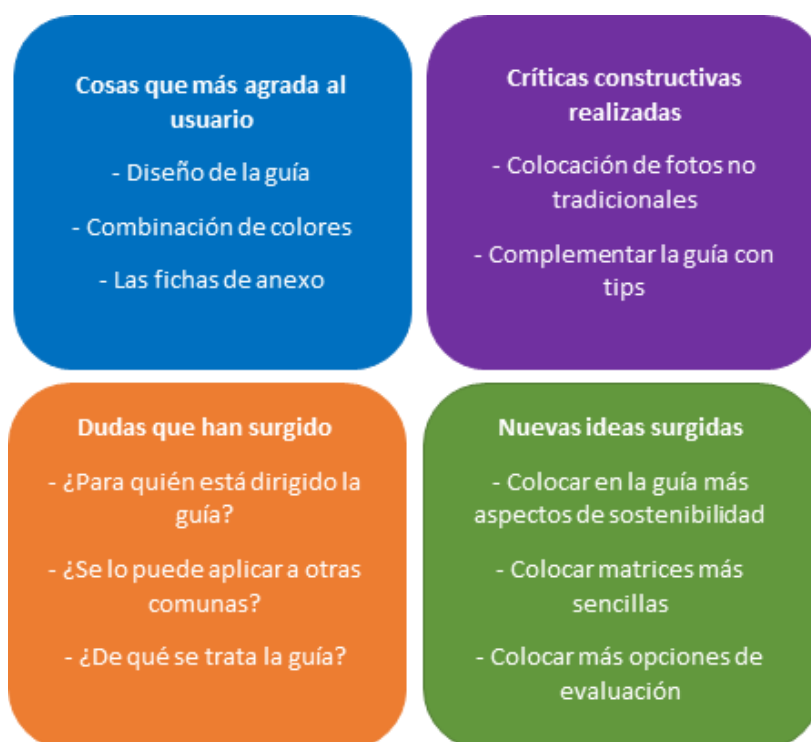 Cosas que más agrada al
usuario
- Diseño de la guía
- Combinación de colores
- Las fichas de anexo
Críticas constructivas
realizadas
- Colocación de fotos no
tradicionales
- Complementar la guía con
tips
Dudas que han surgido
- ¿Para quién está dirigido la
guía?
- ¿Se lo puede aplicar a otras
comunas?
- ¿De qué se trata la guía?
Nuevas ideas surgidas
- Colocar en la guía más
aspectos de sostenibilidad
- Colocar matrices más
sencillas
- Colocar más opciones de
evaluación